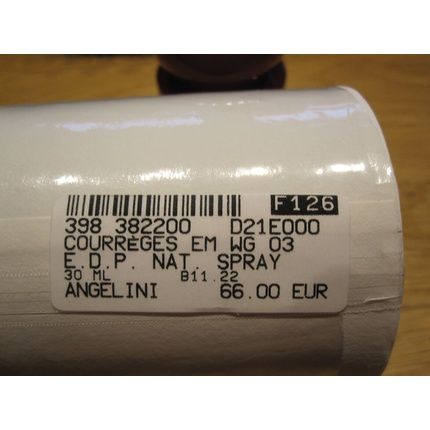 F126
398 382200 D21E000
COURRÈGES EM WG 03
E.D.P. NAT. SPRAY
30 ML B11.22
ANGELINI 66.00 EUR